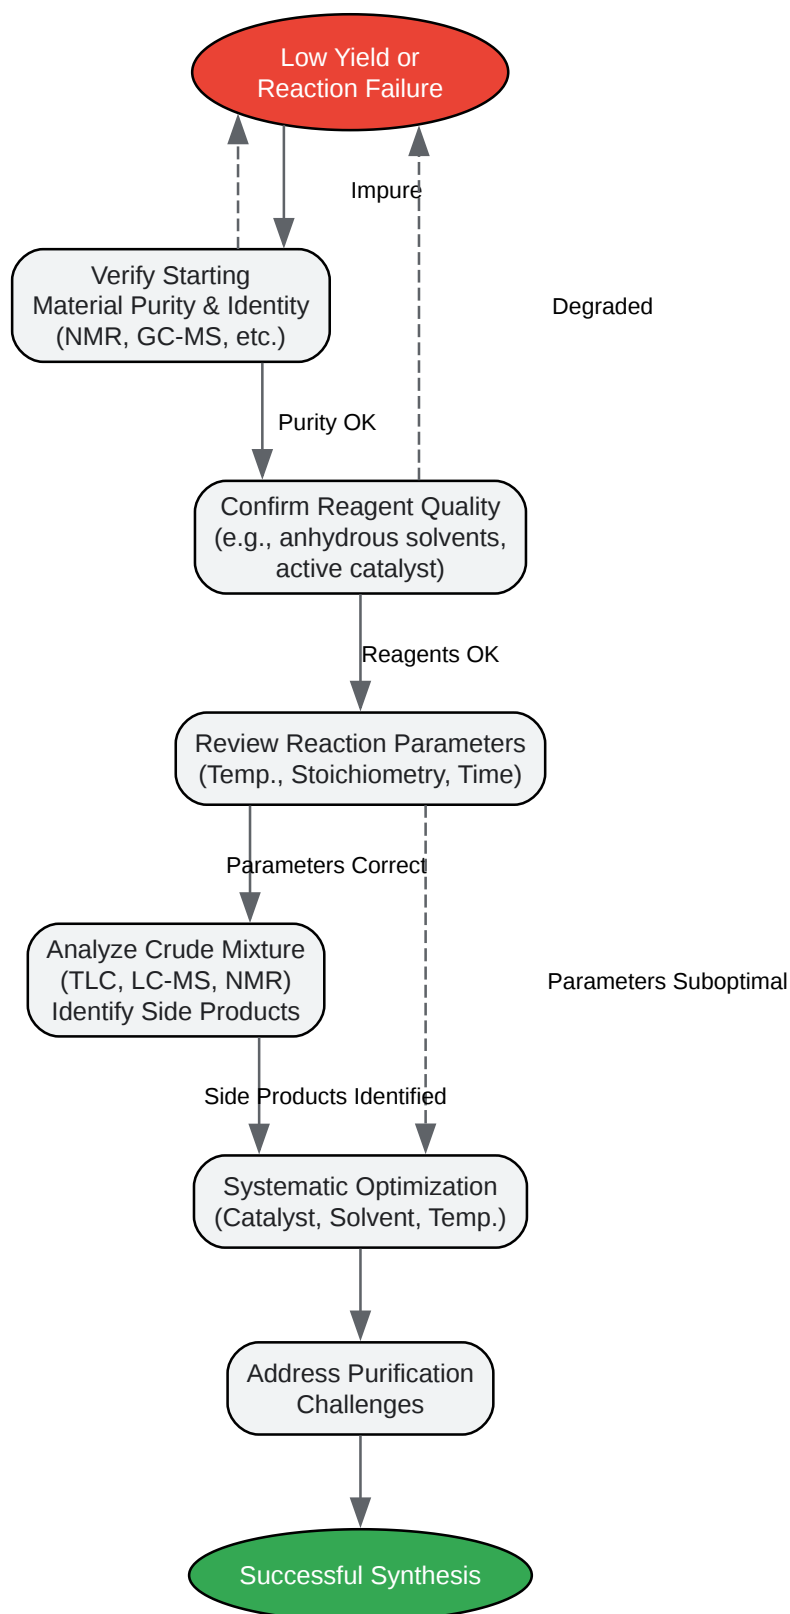 Low Yield or
Reaction Failure
Impure
Verify Starting
Material Purity & Identity
(NMR, GC-MS, etc.)
Degraded
Purity OK
Confirm Reagent Quality
(e.g., anhydrous solvents,
active catalyst)
Reagents OK
Review Reaction Parameters
(Temp., Stoichiometry, Time)
Parameters Correct
Analyze Crude Mixture
(TLC, LC-MS, NMR)
Identify Side Products
Parameters Suboptimal
Side Products Identified
Systematic Optimization
(Catalyst, Solvent, Temp.)
Address Purification
Challenges
Successful Synthesis